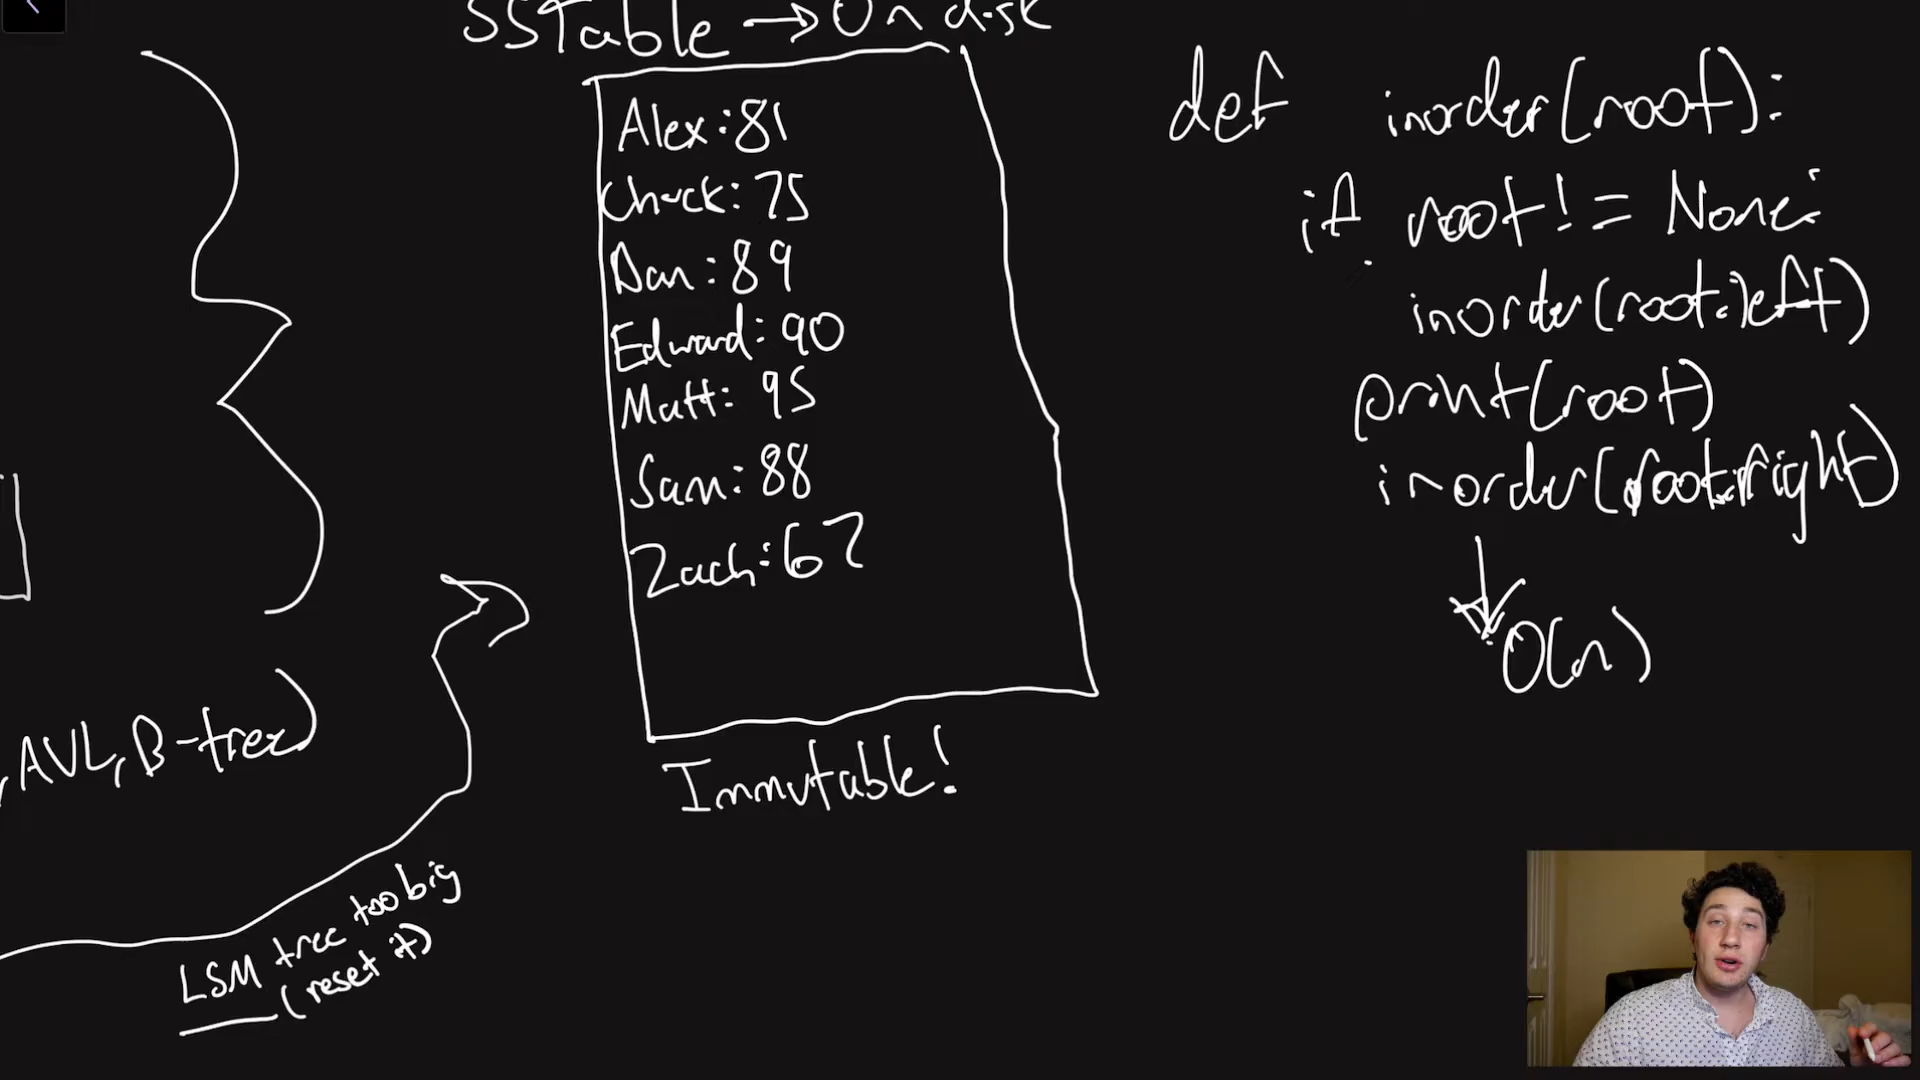 SSTable → On disk
Alex: 81
Chuck: 75
Dan: 89
Edward: 90
Matt: 95
Sam: 88
Zach: 62
Immutable!
def inorder(root):
if root != None:
inorder(root.left)
print(root)
inorder(root.right)
O(n)
, AVL, B-tree)
LSM tree too big
(reset it)